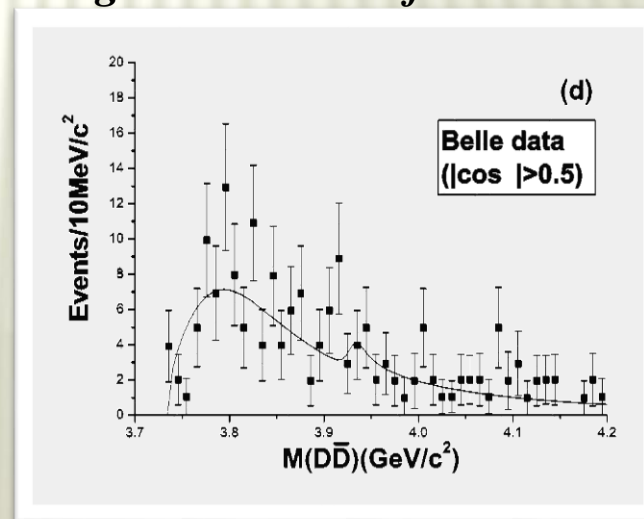 20
18
16
14
12
10
8
6
4
2
0
Events/10MeV/c²
(d)
Belle data
(|cos |>0.5)
3.7 3.8 3.9 4.0 4.1 4.2
M(DD̅)(GeV/c²)